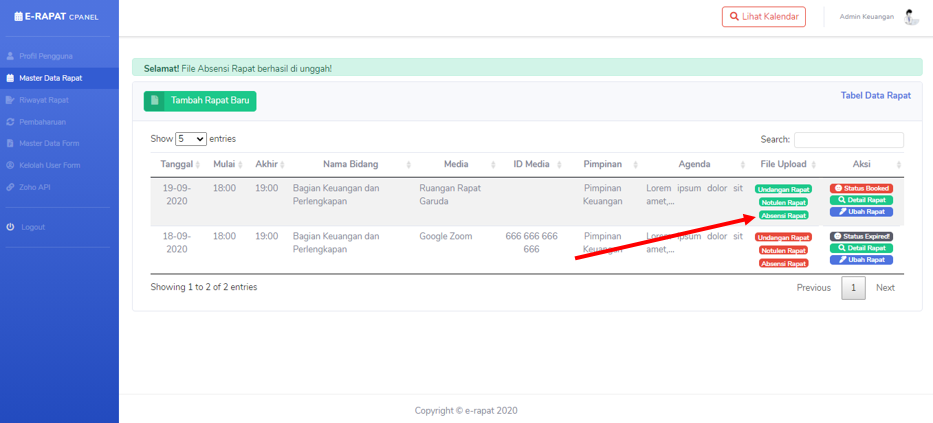 E-RAPAT CPANEL
Lihat Kalendar
Admin Keuangan
Profil Pengguna
Master Data Rapat
Riwayat Rapat
Pembaharuan
Master Data Form
Kelolah User Form
Zoho API
Logout
Selamat! File Absensi Rapat berhasil di unggah!
Tambah Rapat Baru
Tabel Data Rapat
Show 5 entries
Search:
Tanggal Mulai Akhir Nama Bidang Media ID Media Pimpinan Agenda File Upload Aksi
19-09- 18:00 19:00 Bagian Keuangan dan Ruangan Rapat Pimpinan Lorem ipsum dolor sit Undangan Rapat Status Booked
2020 Perlengkapan Garuda Keuangan amet,... Notulen Rapat Detail Rapat
Absensi Rapat Ubah Rapat
18-09- 18:00 19:00 Bagian Keuangan dan Google Zoom 666 666 666 Pimpinan Lorem ipsum dolor sit Undangan Rapat Status Expired!
2020 Perlengkapan 666 Keuangan amet,... Notulen Rapat Detail Rapat
Absensi Rapat Ubah Rapat
Showing 1 to 2 of 2 entries
Previous 1 Next
Copyright © e-rapat 2020